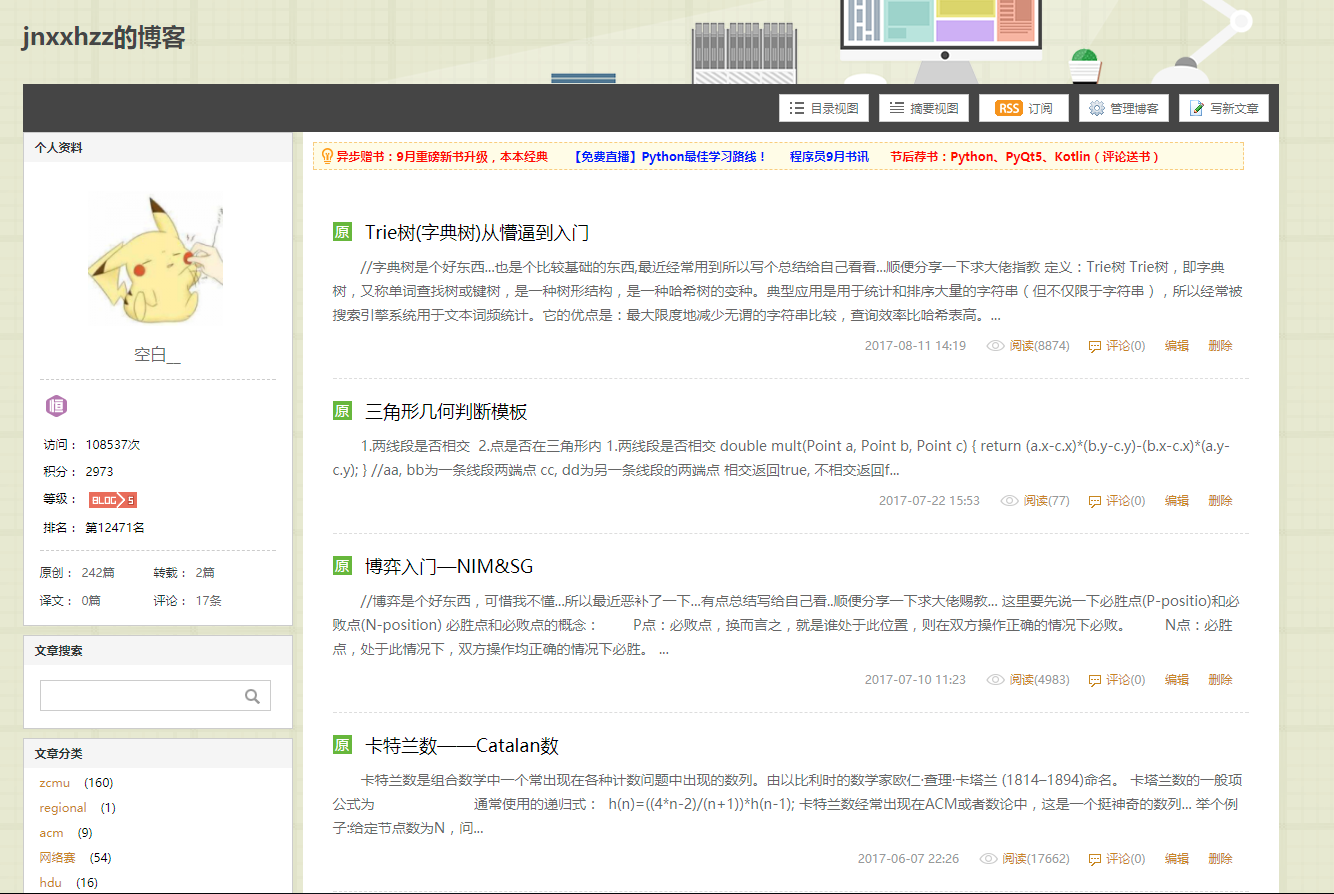 jnxxhzz的博客
目录视图 摘要视图 RSS 订阅 管理博客 写新文章
个人资料
空白__
恒
访问： 108537次
积分： 2973
等级： BLOG 5
排名： 第12471名
原创： 242篇 转载： 2篇
译文： 0篇 评论： 17条
文章搜索
文章分类
zcmu (160)
regional (1)
acm (9)
网络赛 (54)
hdu (16)
异步赠书：9月重磅新书升级，本本经典 【免费直播】Python最佳学习路线！ 程序员9月书讯 节后荐书：Python、PyQt5、Kotlin（评论送书）
原 Trie树(字典树)从懵逼到入门
//字典树是个好东西...也是个比较基础的东西,最近经常用到所以写个总结给自己看看...顺便分享一下求大佬指教 定义：Trie树 Trie树，即字典
树，又称单词查找树或键树，是一种树形结构，是一种哈希树的变种。典型应用是用于统计和排序大量的字符串（但不仅限于字符串），所以经常被
搜索引擎系统用于文本词频统计。它的优点是：最大限度地减少无谓的字符串比较，查询效率比哈希表高。...
2017-08-11 14:19 阅读(8874) 评论(0) 编辑 删除
原 三角形几何判断模板
1.两线段是否相交 2.点是否在三角形内 1.两线段是否相交 double mult(Point a, Point b, Point c) { return (a.x-c.x)*(b.y-c.y)-(b.x-c.x)*(a.y-
c.y); } //aa, bb为一条线段两端点 cc, dd为另一条线段的两端点 相交返回true, 不相交返回f...
2017-07-22 15:53 阅读(77) 评论(0) 编辑 删除
原 博弈入门—NIM&SG
//博弈是个好东西，可惜我不懂...所以最近恶补了一下...有点总结写给自己看..顺便分享一下求大佬赐教... 这里要先说一下必胜点(P-positio)和必
败点(N-position) 必胜点和必败点的概念： P点：必败点，换而言之，就是谁处于此位置，则在双方操作正确的情况下必败。 N点：必胜
点，处于此情况下，双方操作均正确的情况下必胜。 ...
2017-07-10 11:23 阅读(4983) 评论(0) 编辑 删除
原 卡特兰数——Catalan数
卡特兰数是组合数学中一个常出现在各种计数问题中出现的数列。由以比利时的数学家欧仁·查理·卡塔兰 (1814–1894)命名。 卡塔兰数的一般项
公式为 通常使用的递归式： h(n)=((4*n-2)/(n+1))*h(n-1); 卡特兰数经常出现在ACM或者数论中，这是一个挺神奇的数列... 举个例
子:给定节点数为N，问...
2017-06-07 22:26 阅读(17662) 评论(0) 编辑 删除